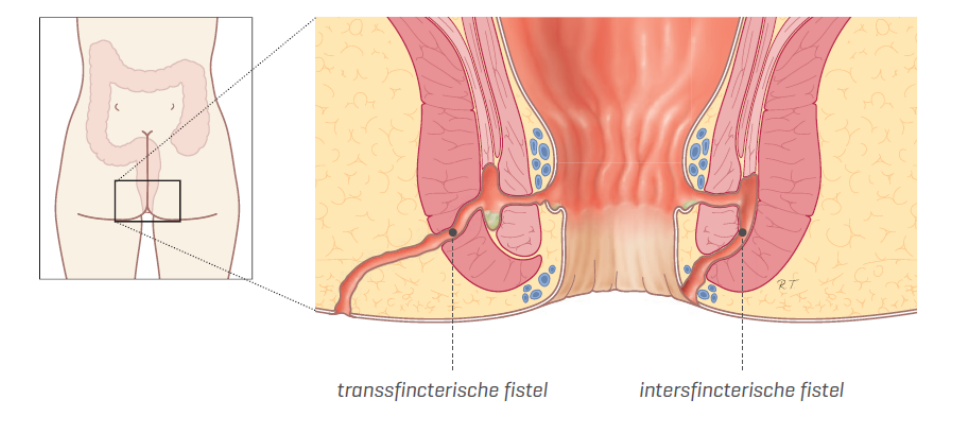 RT
transsfincterische fistel
intersfincterische fistel